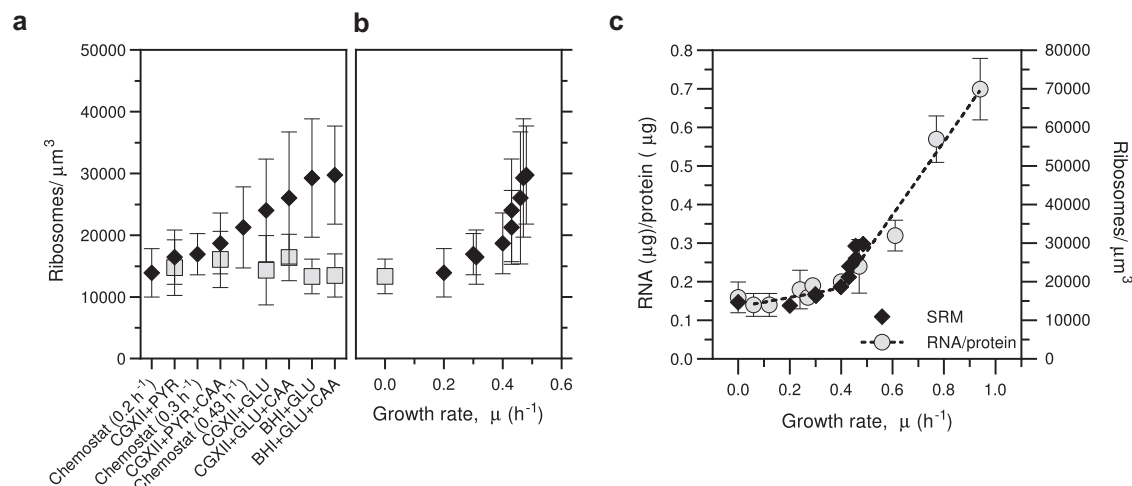 a
b
c
50000
40000
30000
20000
10000
0
Ribosomes/ μm³
Chemostat (0.2 h⁻¹)
CGXII+PYR
Chemostat (0.3 h⁻¹)
CGXII+PYR+CAA
Chemostat (0.43 h⁻¹)
CGXII+GLU
CGXII+GLU+CAA
BHI+GLU
BHI+GLU+CAA
0.0 0.2 0.4 0.6
Growth rate, μ (h⁻¹)
0.8
0.7
0.6
0.5
0.4
0.3
0.2
0.1
0.0
RNA (μg)/protein ( μg)
80000
70000
60000
50000
40000
30000
20000
10000
0
Ribosomes/ μm³
SRM
RNA/protein
0.0 0.2 0.4 0.6 0.8 1.0
Growth rate, μ (h⁻¹)